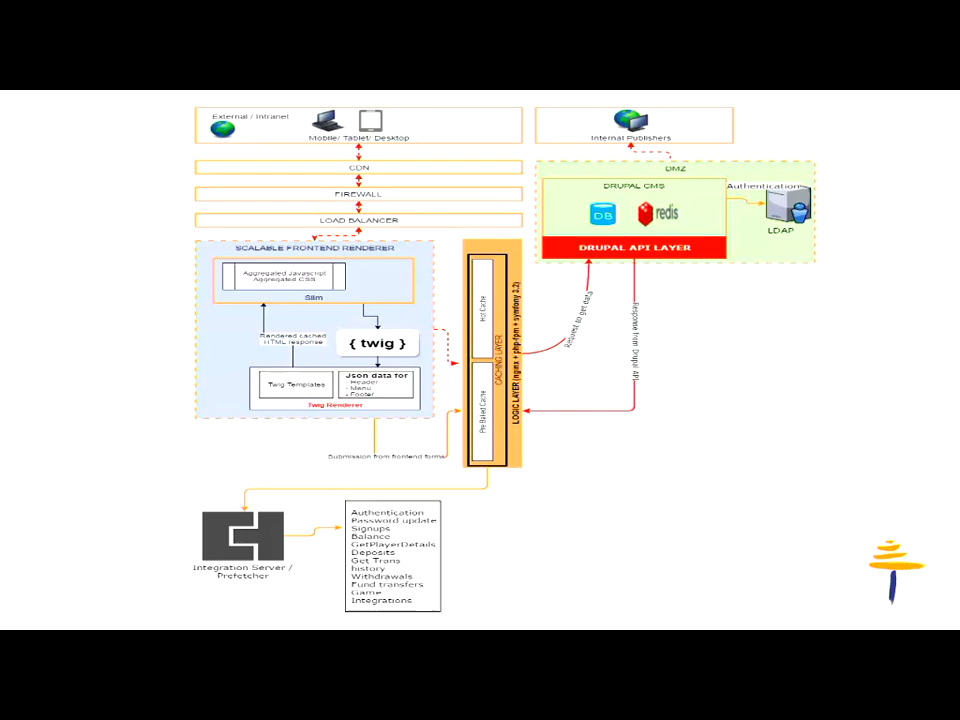 External / Intranet
Mobile/ Tablet/ Desktop
CDN
FIREWALL
LOAD BALANCER
Internal Publishers
DMZ
DRUPAL CMS
DB
redis
DRUPAL API LAYER
Authentication
LDAP
SCALABLE FRONTEND RENDERER
Aggregated Javascript
Aggregated CSS
Slim
Rendered cached
HTML response
{ twig }
Twig Templates
Json data for
- Header
- Menu
- Footer
Twig Renderer
Hot Cache
Pre Baked Cache
CACHING LAYER
LOGIC LAYER (nginx + php-fpm + symfony 3.2)
Request to get data
Response from Drupal API
Submission from frontend forms
Integration Server /
Prefetcher
Authentication
Password update
Signups
Balance
GetPlayerDetails
Deposits
Get Trans
history
Withdrawals
Fund transfers
Game
Integrations